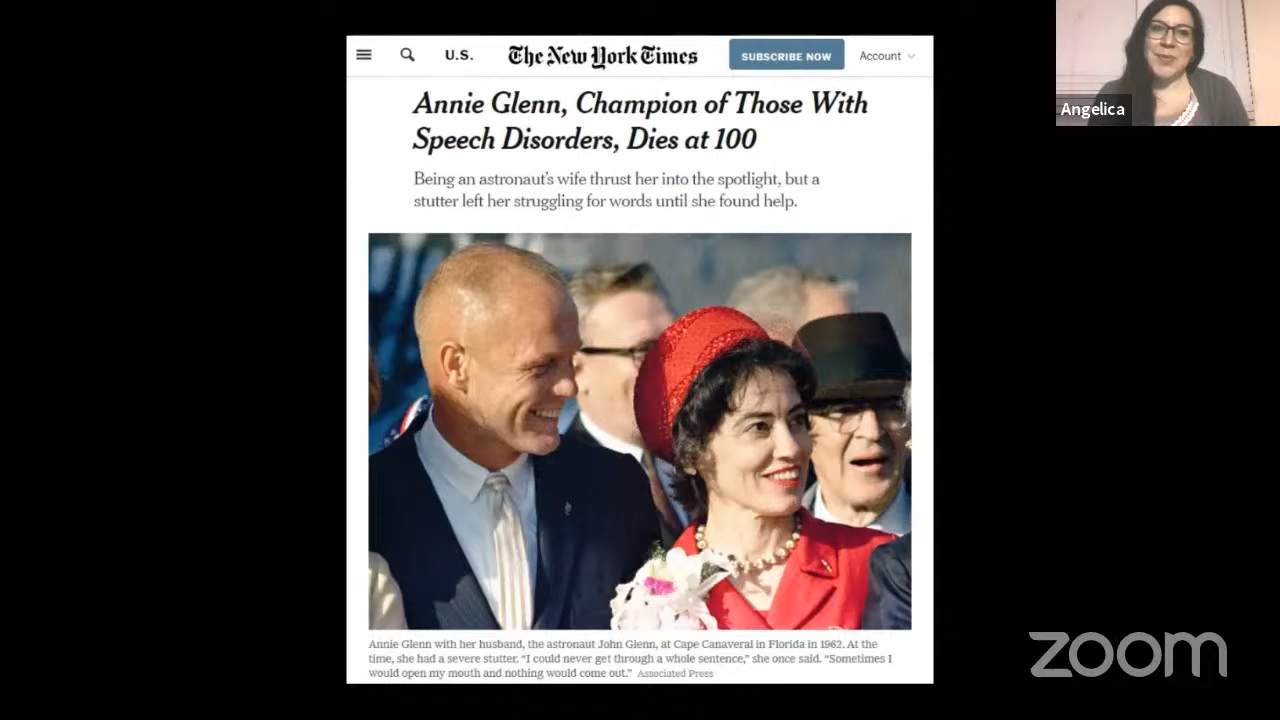 U.S.
The New York Times
SUBSCRIBE NOW
Account
Annie Glenn, Champion of Those With
Speech Disorders, Dies at 100
Being an astronaut's wife thrust her into the spotlight, but a
stutter left her struggling for words until she found help.
Annie Glenn with her husband, the astronaut John Glenn, at Cape Canaveral in Florida in 1962. At the
time, she had a severe stutter. “I could never get through a whole sentence,” she once said. “Sometimes I
would open my mouth and nothing would come out.” Associated Press
Angelica
zoom